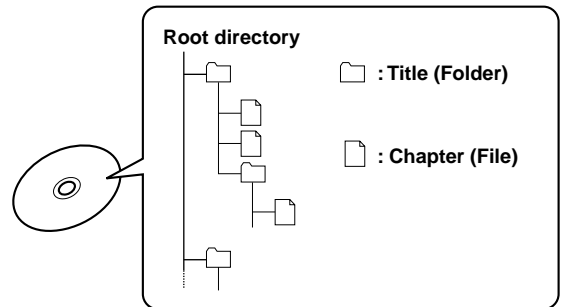 Root directory
: Title (Folder)
: Chapter (File)